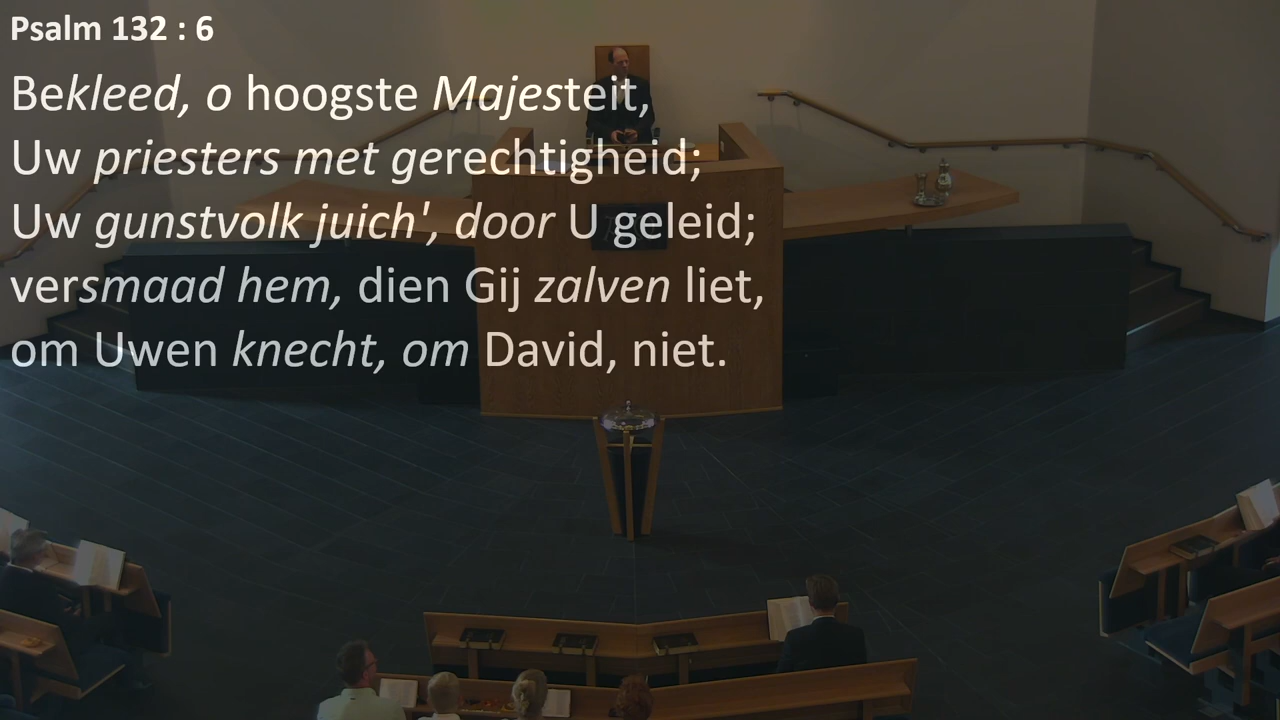 Psalm 132 : 6
Bekleed, o hoogste Majesteit,
Uw priesters met gerechtigheid;
Uw gunstvolk juich', door U geleid;
versmaad hem, dien Gij zalven liet,
om Uwen knecht, om David, niet.